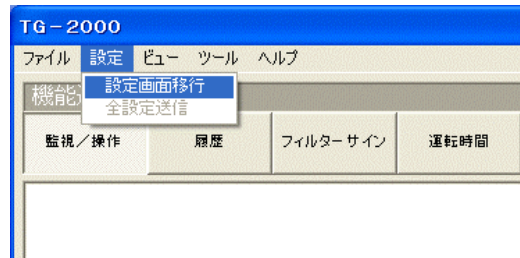 TG-2000
ファイル 設定 ビュー ツール ヘルプ
設定画面移行
機能
全設定送信
監視/操作 履歴 フィルターサイン 運転時間